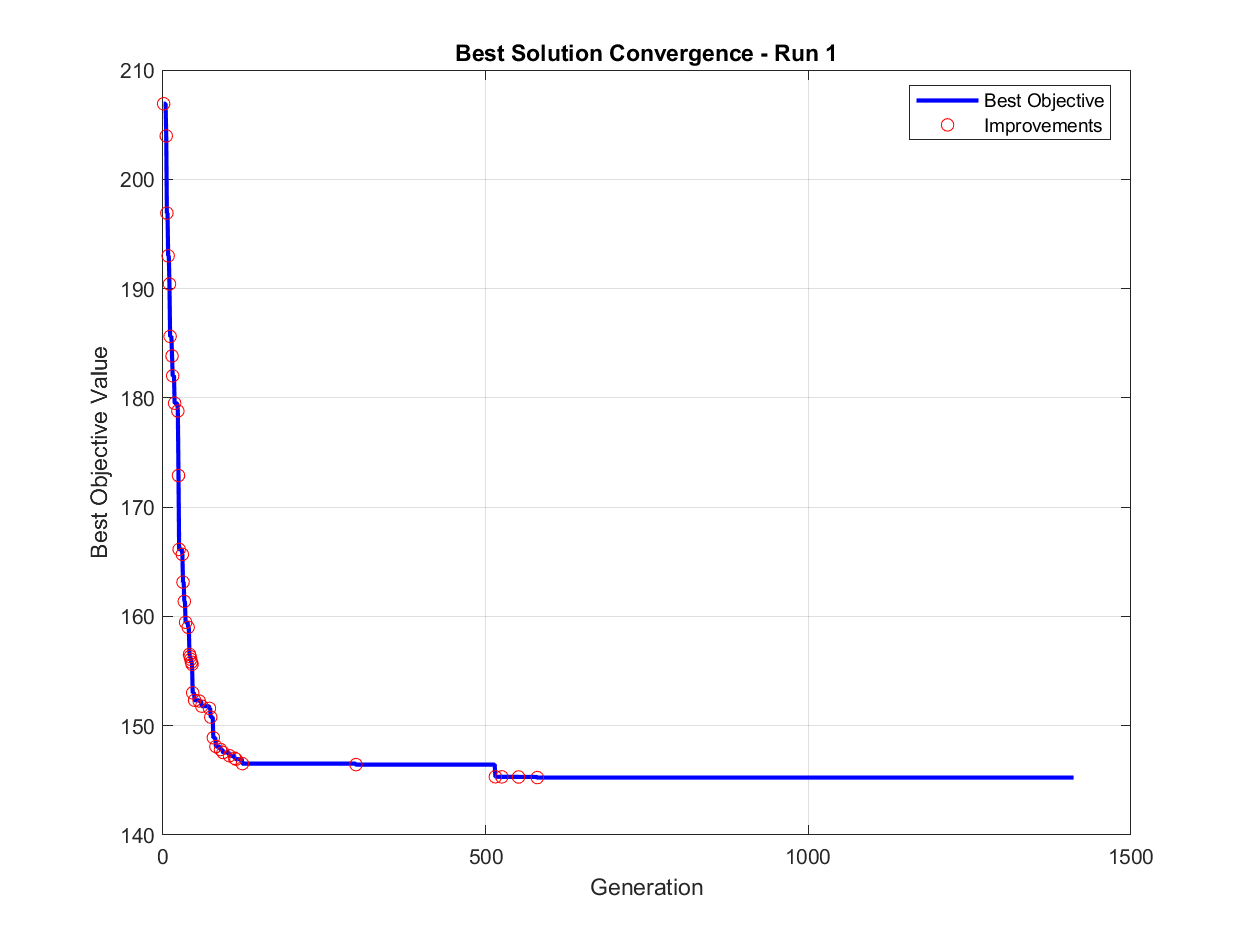 Best Solution Convergence - Run 1
Best Objective
Improvements
210
200
190
180
170
160
150
140
Best Objective Value
0 500 1000 1500
Generation